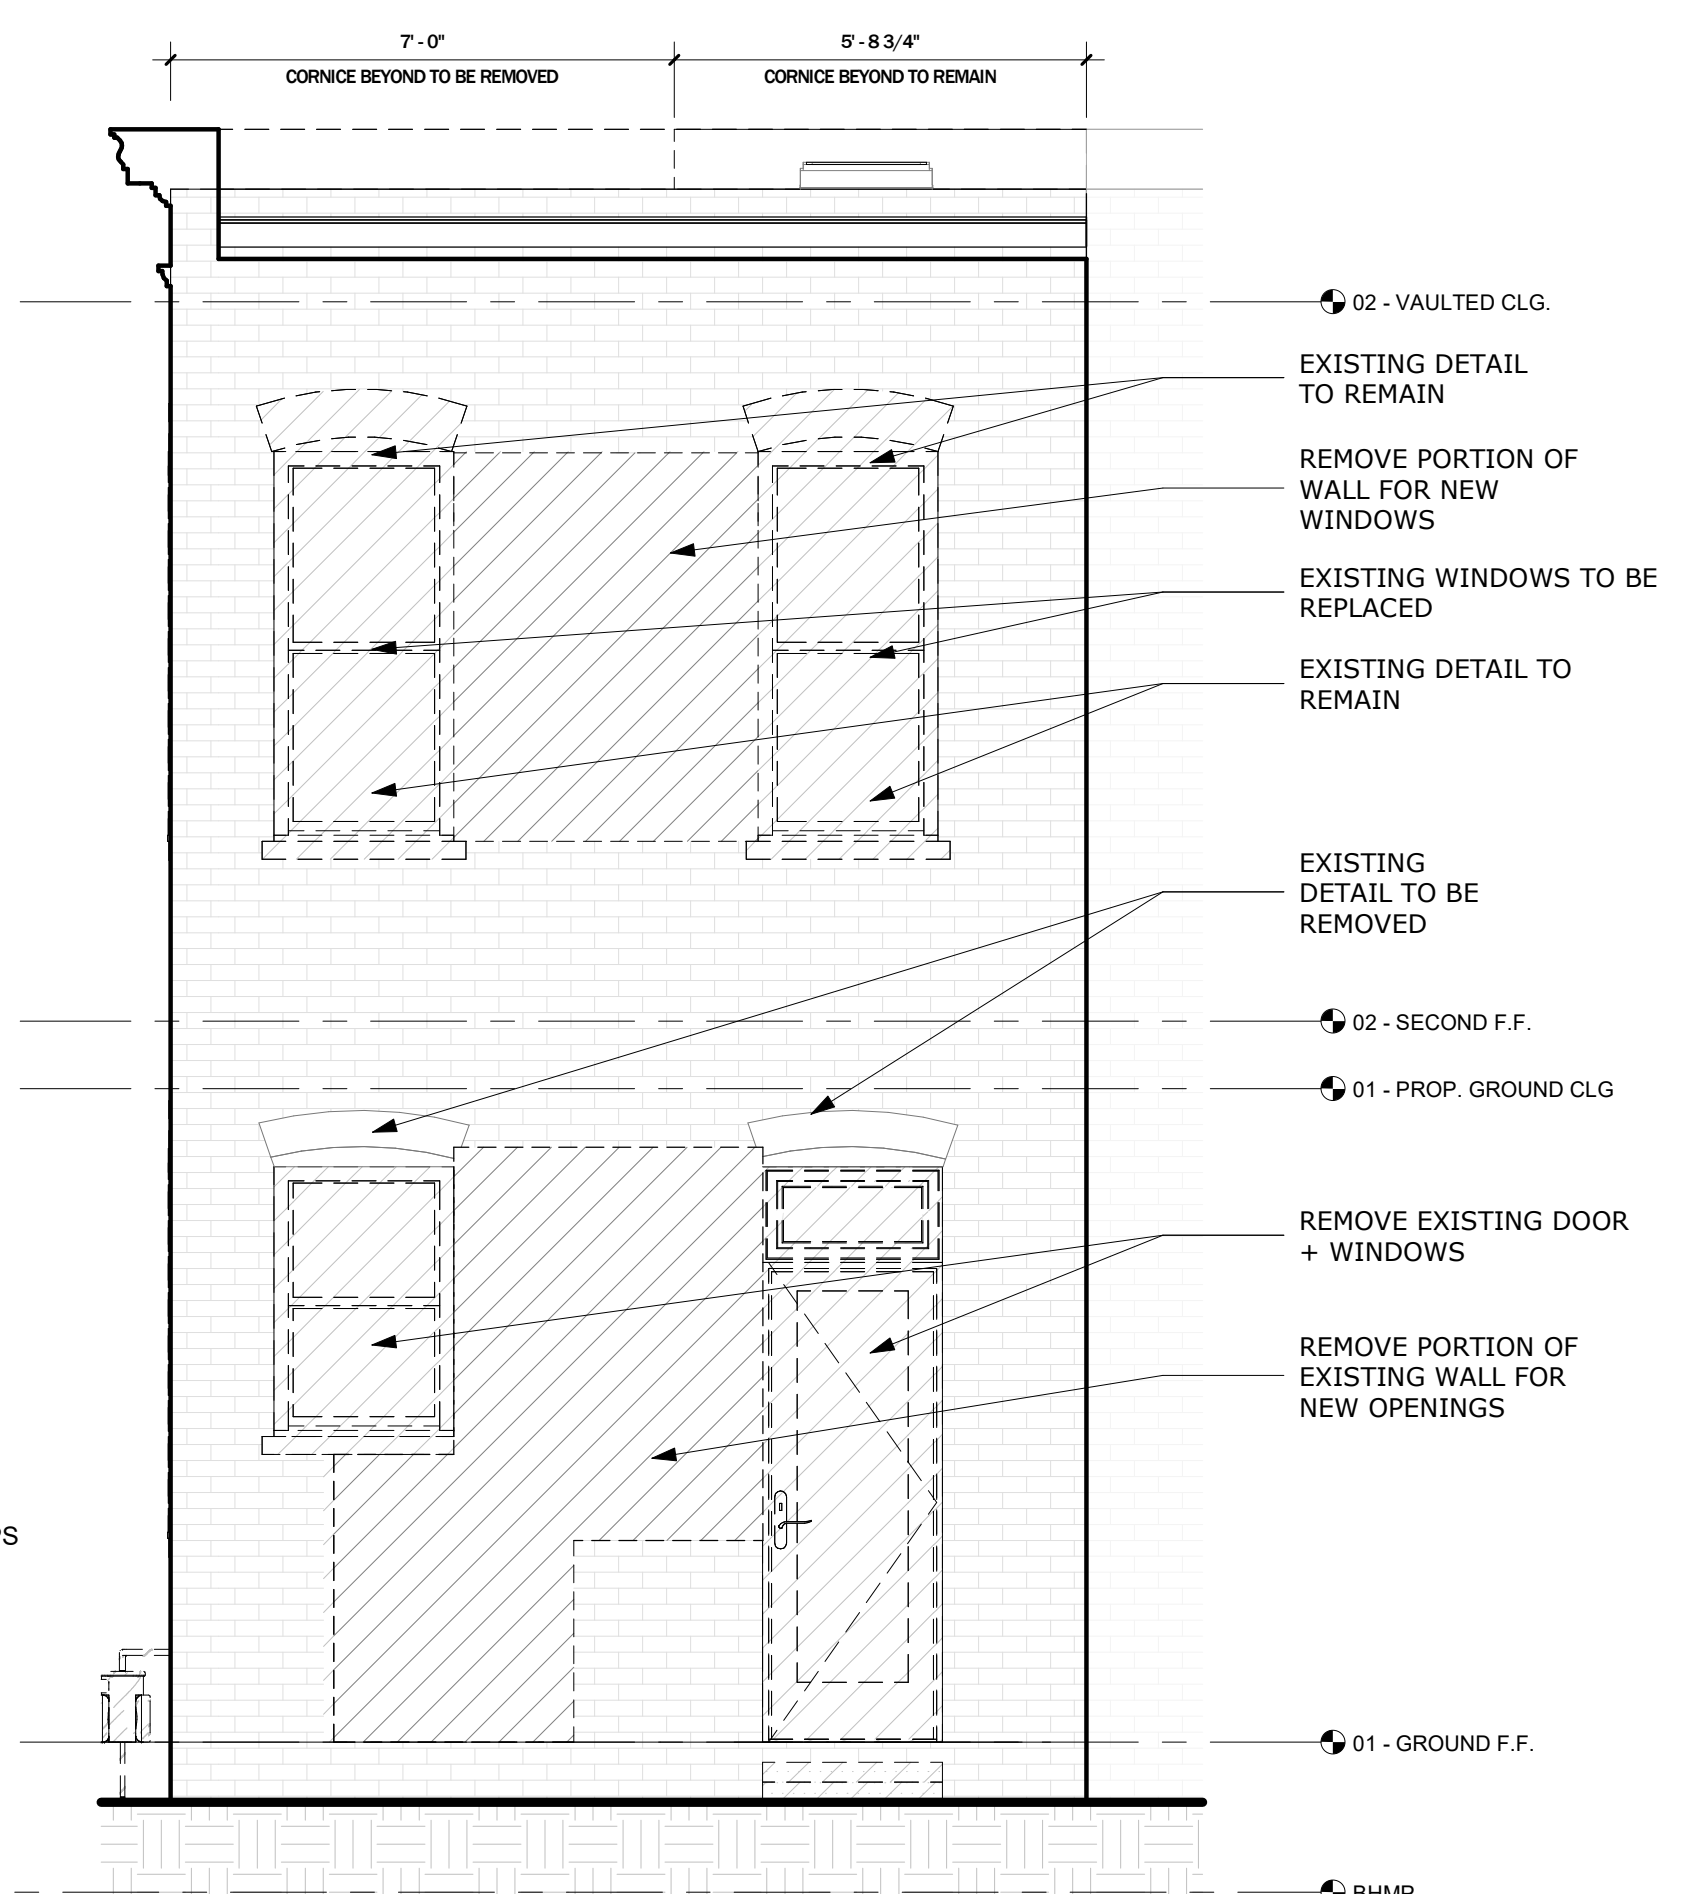 7' - 0"
5' - 8 3/4"
CORNICE BEYOND TO BE REMOVED
CORNICE BEYOND TO REMAIN
02 - VAULTED CLG.
EXISTING DETAIL
TO REMAIN
REMOVE PORTION OF
WALL FOR NEW
WINDOWS
EXISTING WINDOWS TO BE
REPLACED
EXISTING DETAIL TO
REMAIN
EXISTING
DETAIL TO BE
REMOVED
02 - SECOND F.F.
01 - PROP. GROUND CLG
REMOVE EXISTING DOOR
+ WINDOWS
REMOVE PORTION OF
EXISTING WALL FOR
NEW OPENINGS
01 - GROUND F.F.